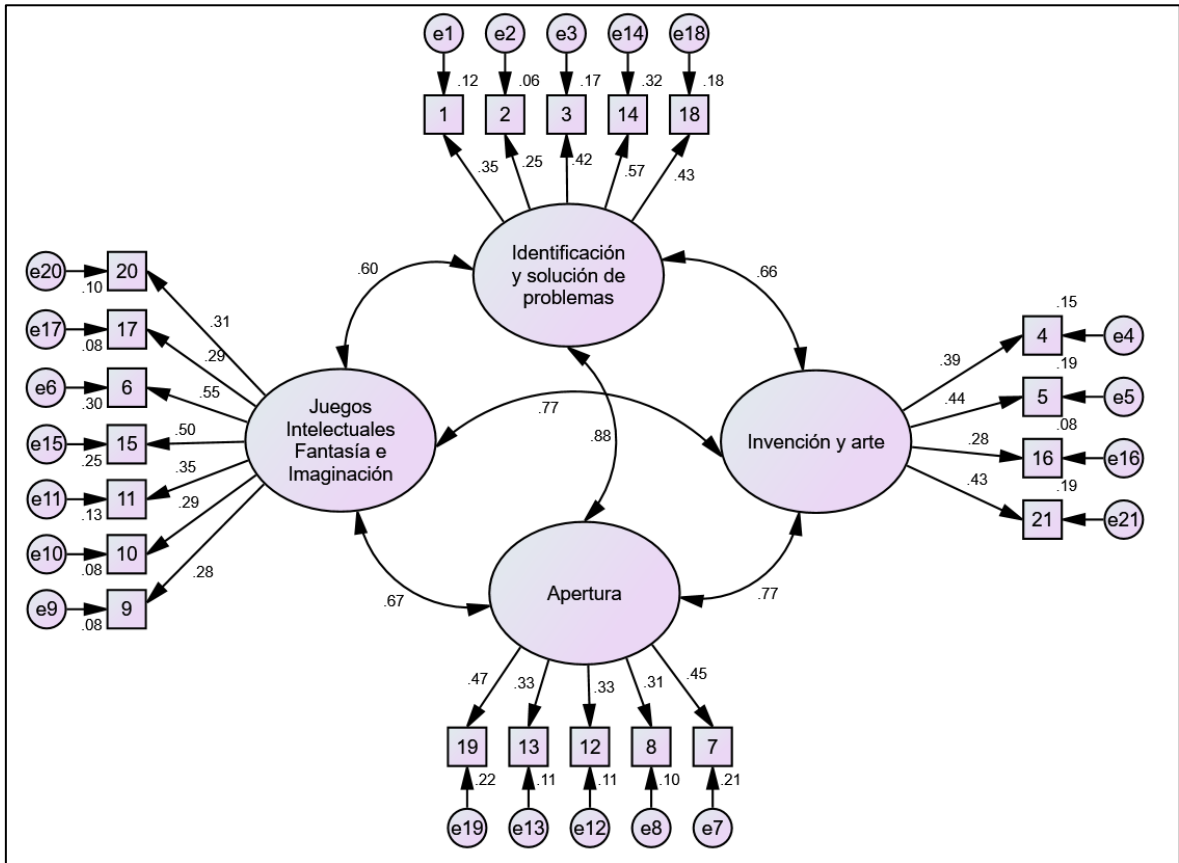 e1 e2 e3 e14 e18
.12 .06 .17 .32 .18
1 2 3 14 18
.35 .25 .42 .57 .43
Identificación
y solución de
problemas
.60
.66
.77
.88
.67
.77
e20 20
.10
.31
e17 17
.08
.29
e6 6
.30
.55
e15 15
.25
.50
e11 11
.13
.35
e10 10
.08
.29
e9 9
.08
.28
Juegos
Intelectuales
Fantasía e
Imaginación
Invención y arte
.15
.39
4 e4
.19
.44
5 e5
.08
.28
16 e16
.19
.43
21 e21
Apertura
.47 .33 .33 .31 .45
19 13 12 8 7
.22 .11 .11 .10 .21
e19 e13 e12 e8 e7